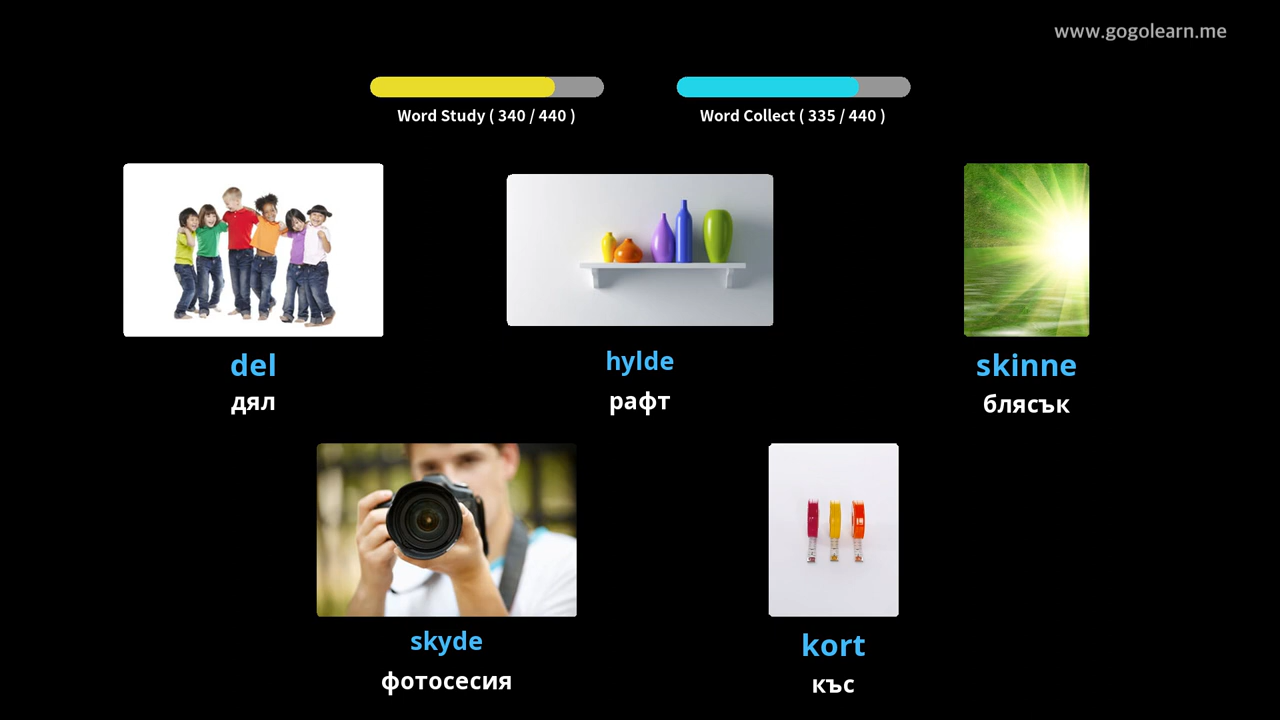 www.gogolearn.me
Word Study ( 340 / 440 )
Word Collect ( 335 / 440 )
del
дял
hylde
рафт
skinne
блясък
skyde
фотосесия
kort
къс